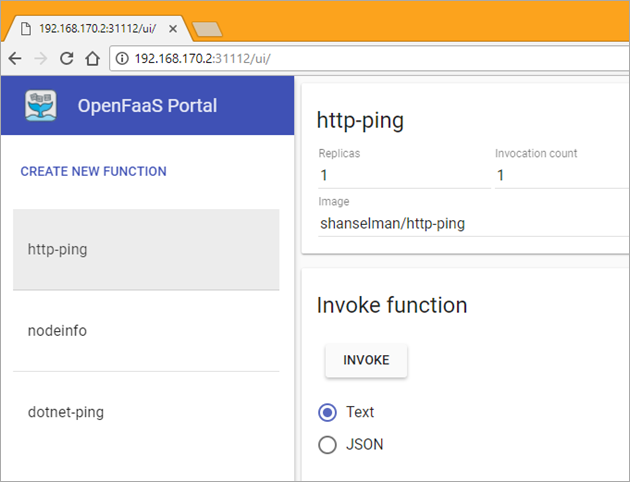 192.168.170.2:31112/ui/
192.168.170.2:31112/ui/
OpenFaaS Portal
CREATE NEW FUNCTION
http-ping
nodeinfo
dotnet-ping
http-ping
Replicas Invocation count
1 1
Image
shanselman/http-ping
Invoke function
INVOKE
Text
JSON